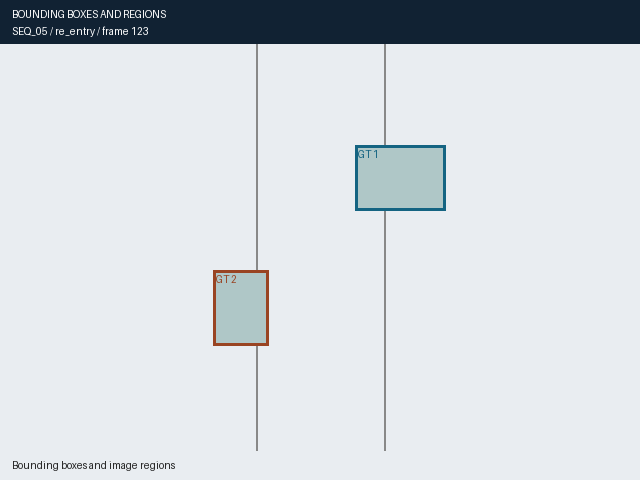 BOUNDING BOXES AND REGIONS
SEQ_05 / re_entry / frame 123
GT1
GT2
Bounding boxes and image regions